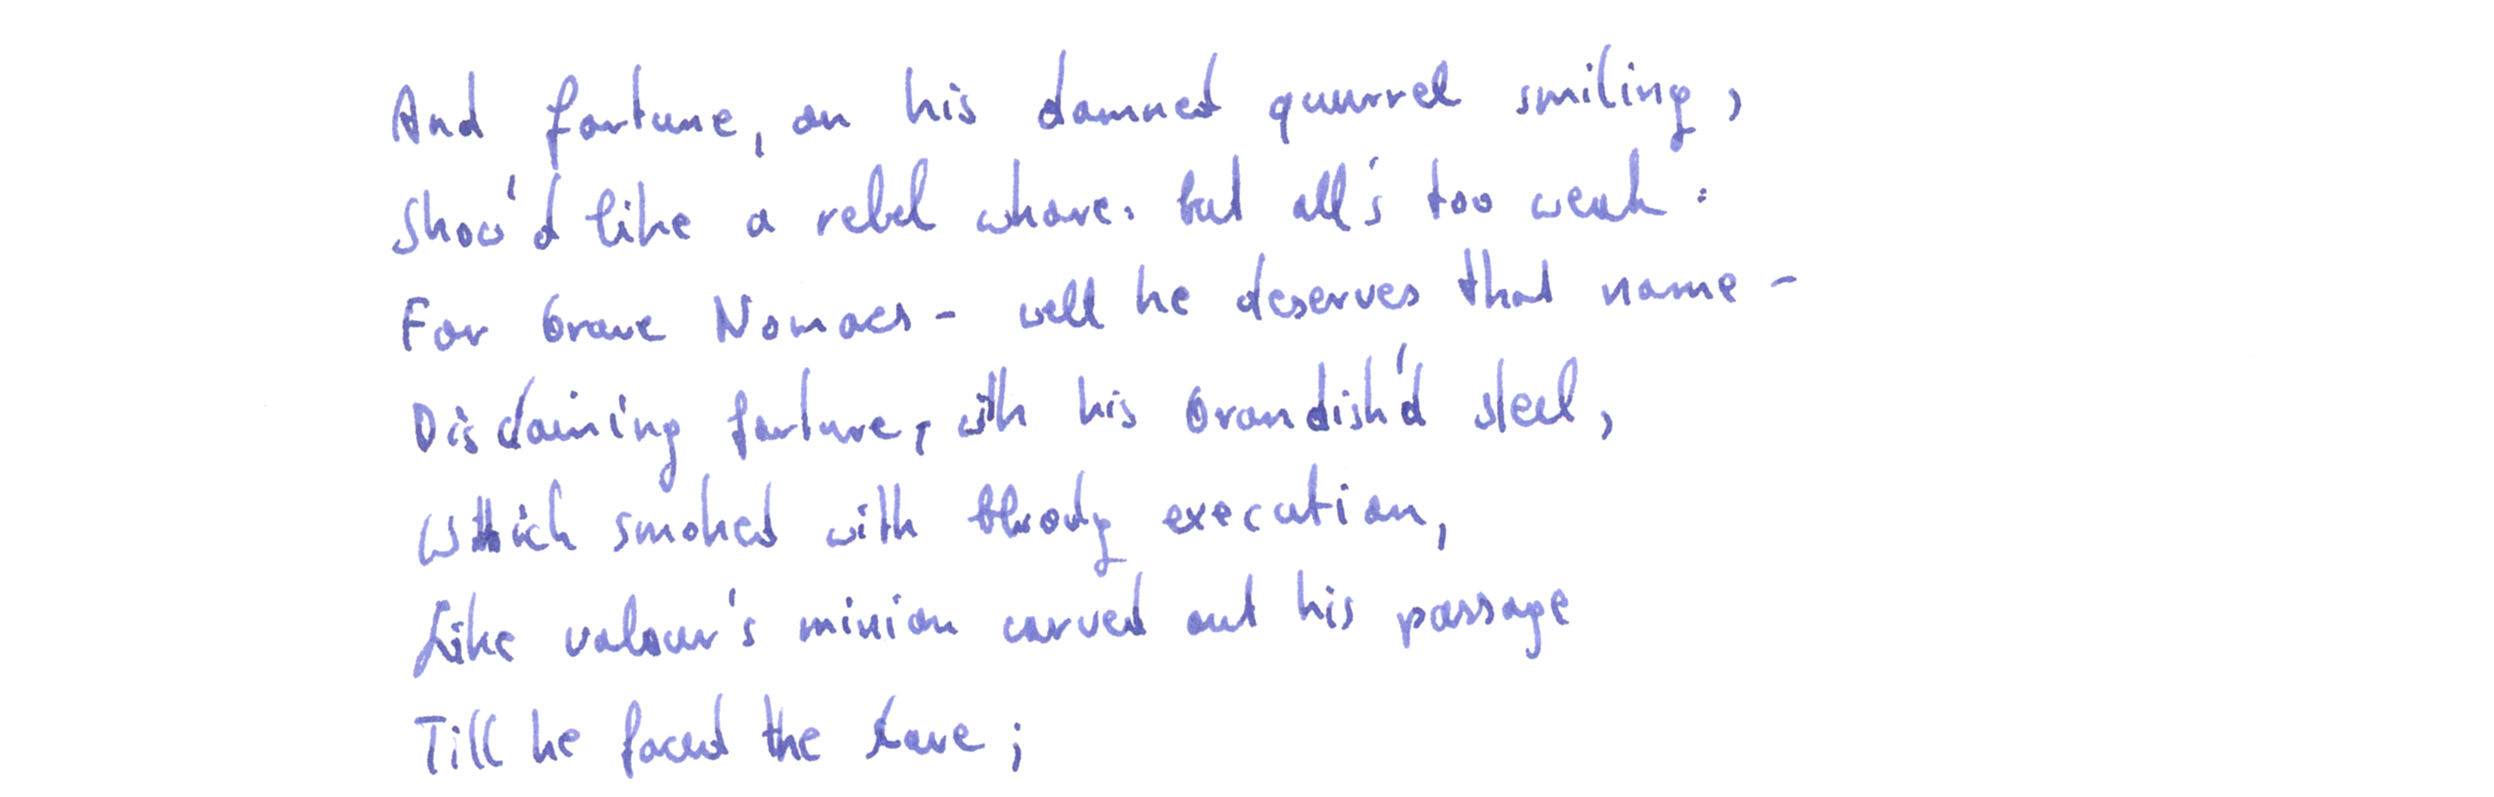 And fortune, on his damned quarrel smiling,
Show'd like a rebel whore: but all's too weak:
For brave Nomaes - well he deserves that name -
Disdaining fortune, with his brandish'd steel,
Which smoked with bloody execution,
Like valour's minion carved out his passage
Till he faced the slave;